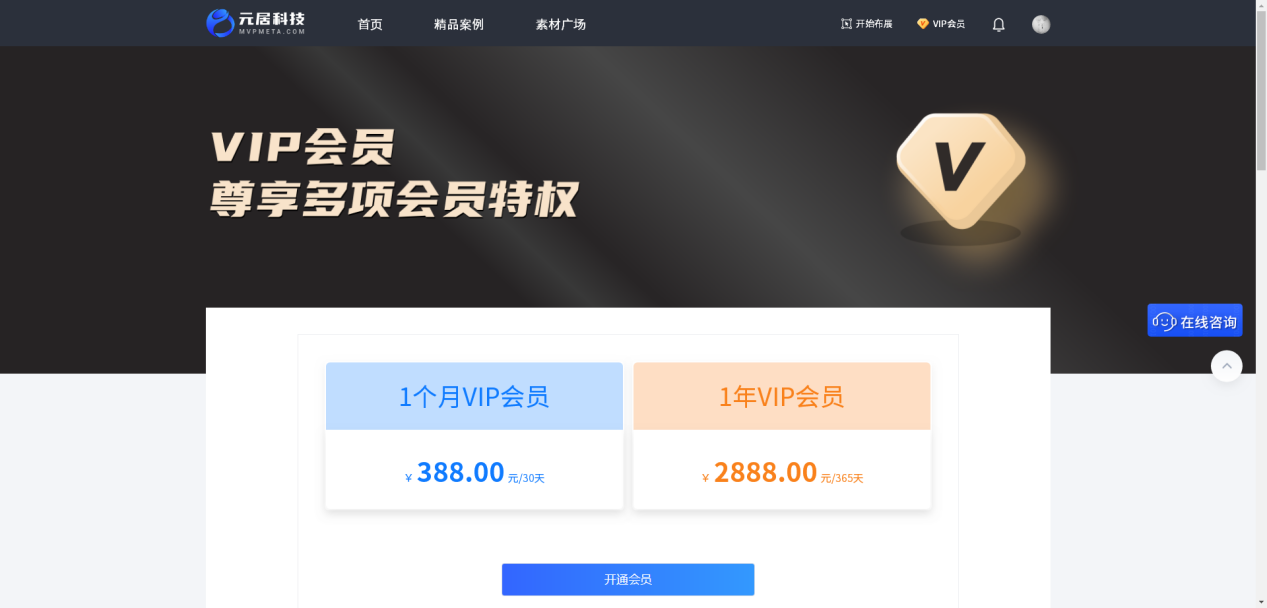 元居科技
MVPMETA.COM
首页
精品案例
素材广场
开始布展
VIP会员
VIP会员
尊享多项会员特权
V
在线咨询
1个月VIP会员
1年VIP会员
¥ 388.00 元/30天
¥ 2888.00 元/365天
开通会员